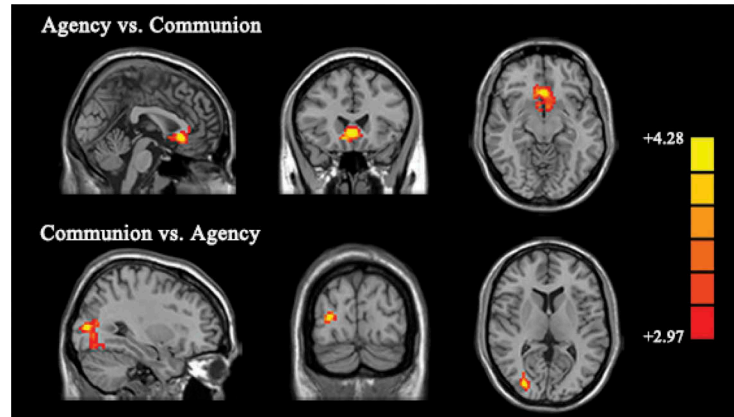 Agency vs. Communion
+4.28
Communion vs. Agency
+2.97